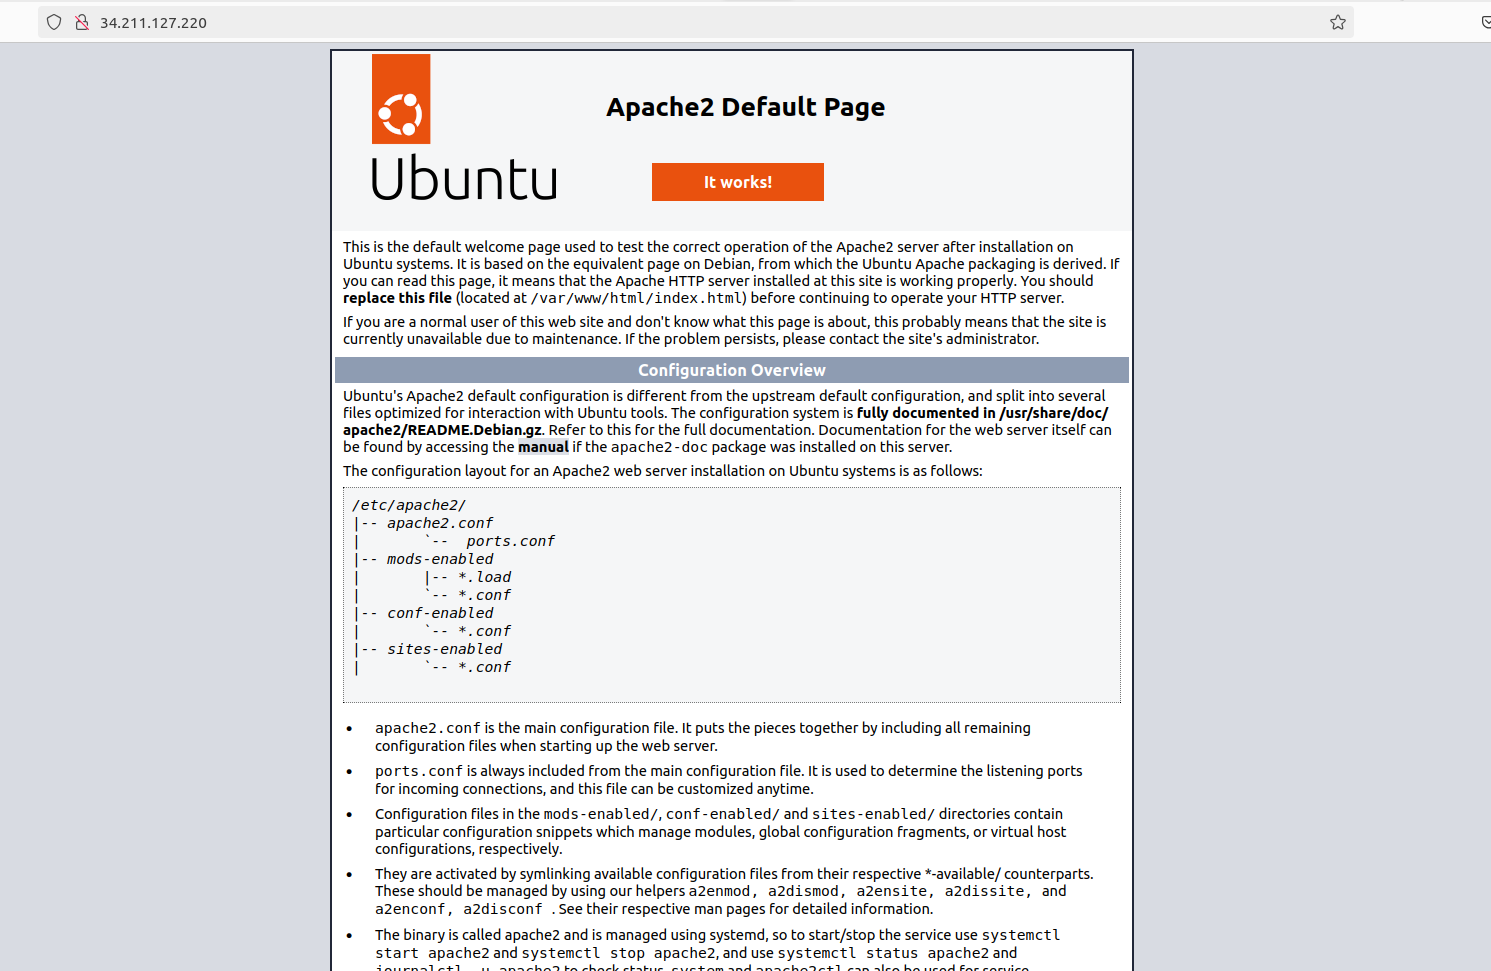 34.211.127.220
Apache2 Default Page
Ubuntu
It works!
This is the default welcome page used to test the correct operation of the Apache2 server after installation on
Ubuntu systems. It is based on the equivalent page on Debian, from which the Ubuntu Apache packaging is derived. If
you can read this page, it means that the Apache HTTP server installed at this site is working properly. You should
replace this file (located at /var/www/html/index.html) before continuing to operate your HTTP server.
If you are a normal user of this web site and don't know what this page is about, this probably means that the site is
currently unavailable due to maintenance. If the problem persists, please contact the site's administrator.
Configuration Overview
Ubuntu's Apache2 default configuration is different from the upstream default configuration, and split into several
files optimized for interaction with Ubuntu tools. The configuration system is fully documented in /usr/share/doc/
apache2/README.Debian.gz. Refer to this for the full documentation. Documentation for the web server itself can
be found by accessing the manual if the apache2-doc package was installed on this server.
The configuration layout for an Apache2 web server installation on Ubuntu systems is as follows:
/etc/apache2/
|-- apache2.conf
|       `--  ports.conf
|-- mods-enabled
|       |-- *.load
|       `-- *.conf
|-- conf-enabled
|       `-- *.conf
|-- sites-enabled
|       `-- *.conf
• apache2.conf is the main configuration file. It puts the pieces together by including all remaining
configuration files when starting up the web server.
• ports.conf is always included from the main configuration file. It is used to determine the listening ports
for incoming connections, and this file can be customized anytime.
• Configuration files in the mods-enabled/, conf-enabled/ and sites-enabled/ directories contain
particular configuration snippets which manage modules, global configuration fragments, or virtual host
configurations, respectively.
• They are activated by symlinking available configuration files from their respective *-available/ counterparts.
These should be managed by using our helpers a2enmod, a2dismod, a2ensite, a2dissite, and
a2enconf, a2disconf . See their respective man pages for detailed information.
• The binary is called apache2 and is managed using systemd, so to start/stop the service use systemctl
start apache2 and systemctl stop apache2, and use systemctl status apache2 and
journalctl -u apache2 to check status. system and apache2ctl can also be used for service